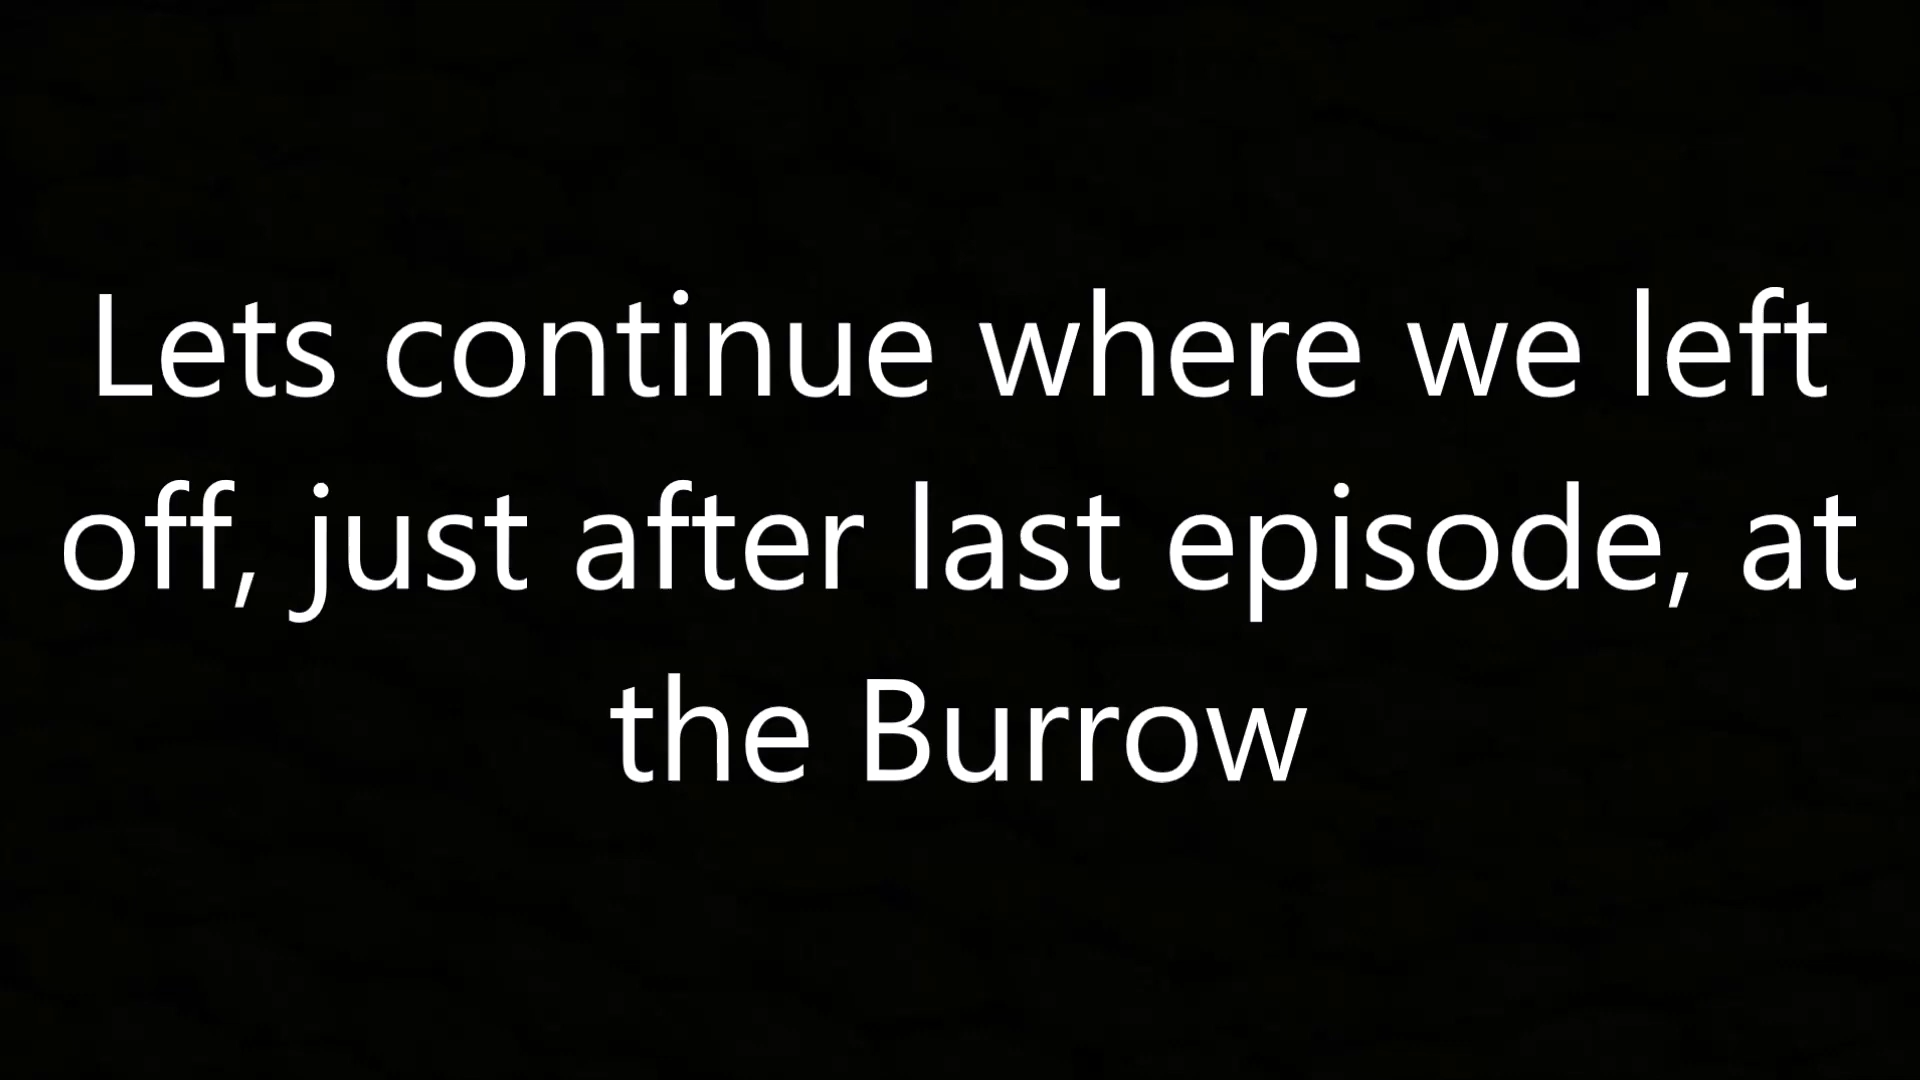 Lets continue where we left
off, just after last episode, at
the Burrow